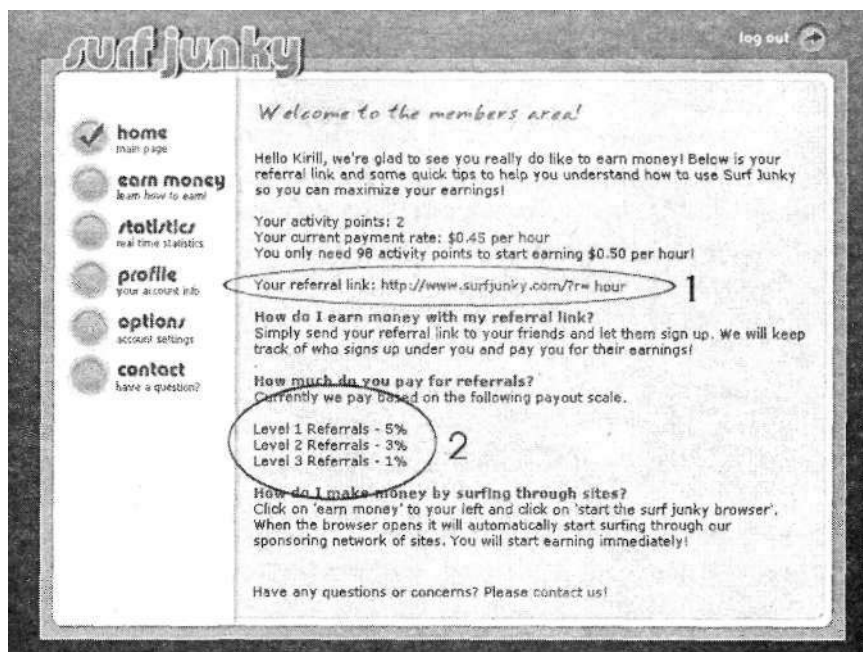 surf junky
log out
home
main page
earn money
learn how to earn!
statistics
real time statistics
profile
your account info
options
account settings
contact
have a question?
Welcome to the members area!
Hello Kirill, we're glad to see you really do like to earn money! Below is your
referral link and some quick tips to help you understand how to use Surf Junky
so you can maximize your earnings!
Your activity points: 2
Your current payment rate: $0.45 per hour
You only need 98 activity points to start earning $0.50 per hour!
Your referral link: http://www.surfjunky.com/?r= hour
1
How do I earn money with my referral link?
Simply send your referral link to your friends and let them sign up. We will keep
track of who signs up under you and pay you for their earnings!
How much do you pay for referrals?
Currently we pay based on the following payout scale.
Level 1 Referrals - 5%
Level 2 Referrals - 3%
Level 3 Referrals - 1%
2
How do I make money by surfing through sites?
Click on 'earn money' to your left and click on 'start the surf junky browser'.
When the browser opens it will automatically start surfing through our
sponsoring network of sites. You will start earning immediately!
Have any questions or concerns? Please contact us!